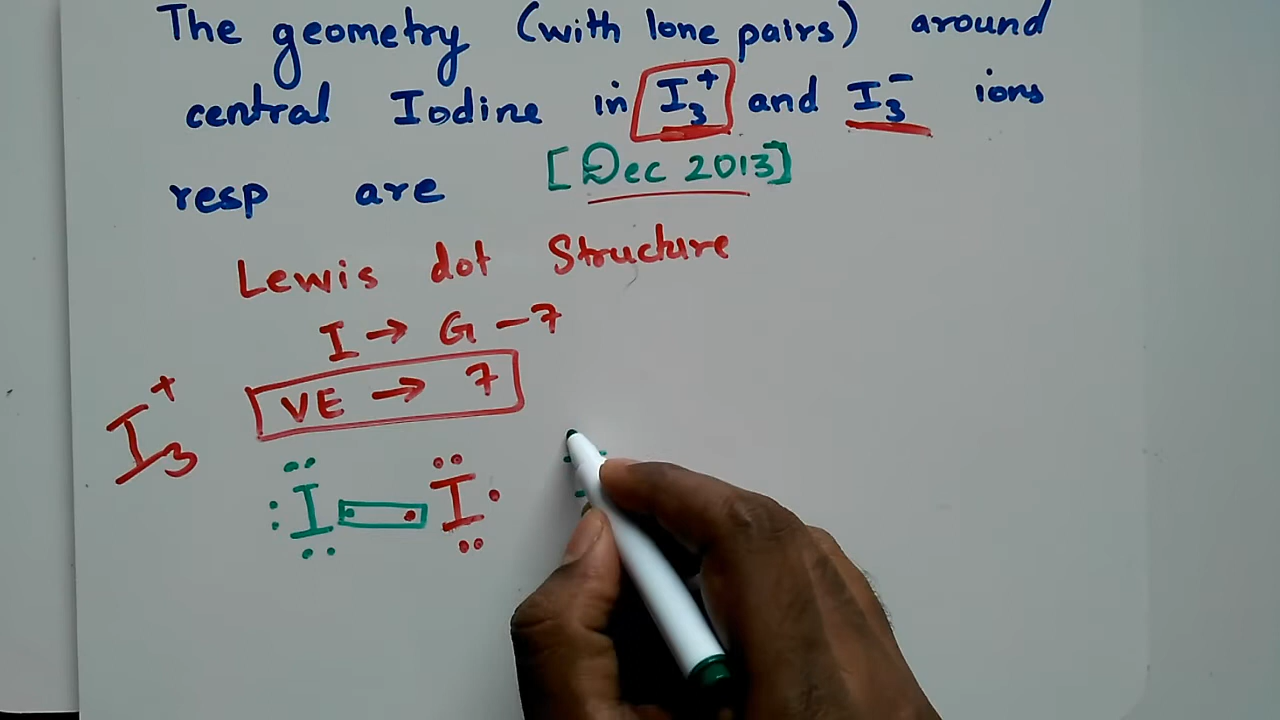 The geometry (with lone pairs) around
central Iodine in I₃⁺ and I₃⁻ ions
resp are [Dec 2013]
Lewis dot Structure
I → G – 7
VE → 7
I₃⁺
I I